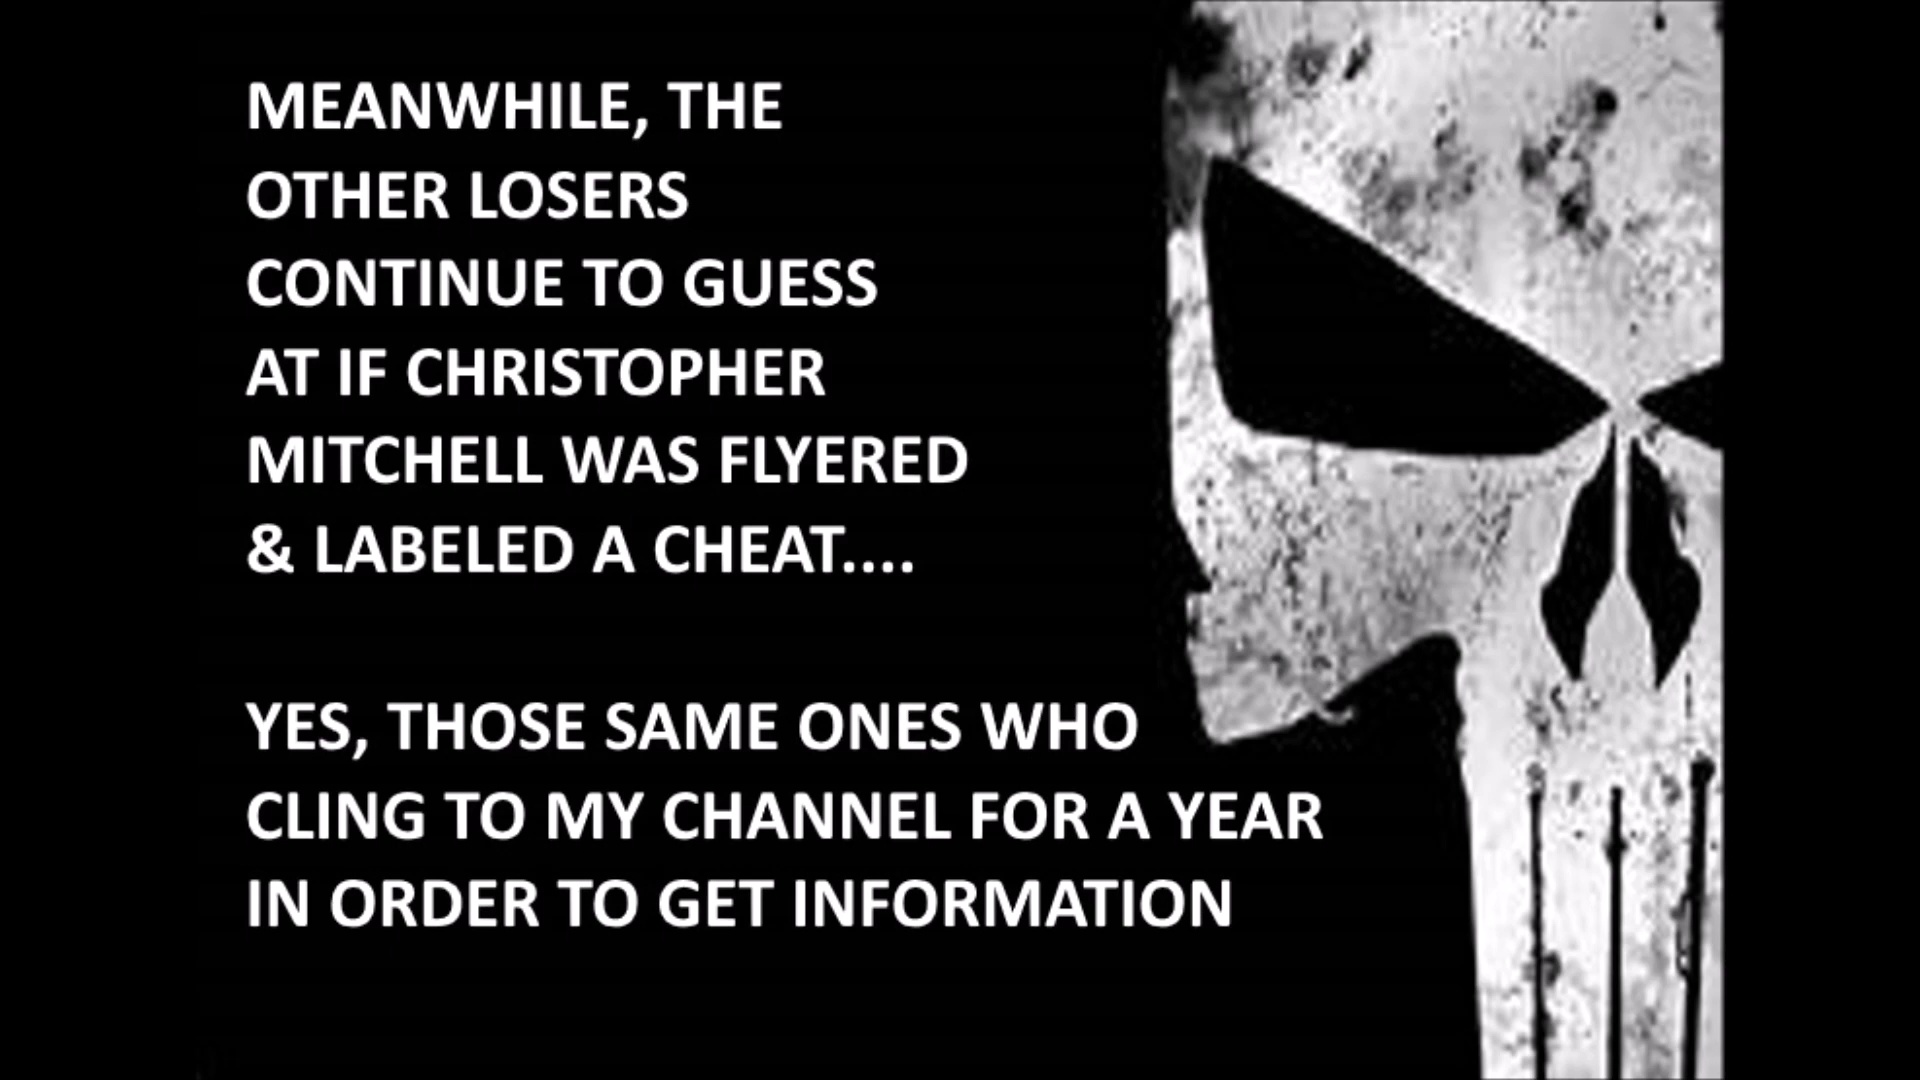 MEANWHILE, THE
OTHER LOSERS
CONTINUE TO GUESS
AT IF CHRISTOPHER
MITCHELL WAS FLYERED
& LABELED A CHEAT....
YES, THOSE SAME ONES WHO
CLING TO MY CHANNEL FOR A YEAR
IN ORDER TO GET INFORMATION